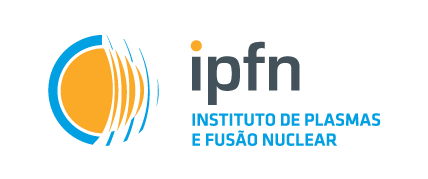 ipfn
INSTITUTO DE PLASMAS
E FUSÃO NUCLEAR